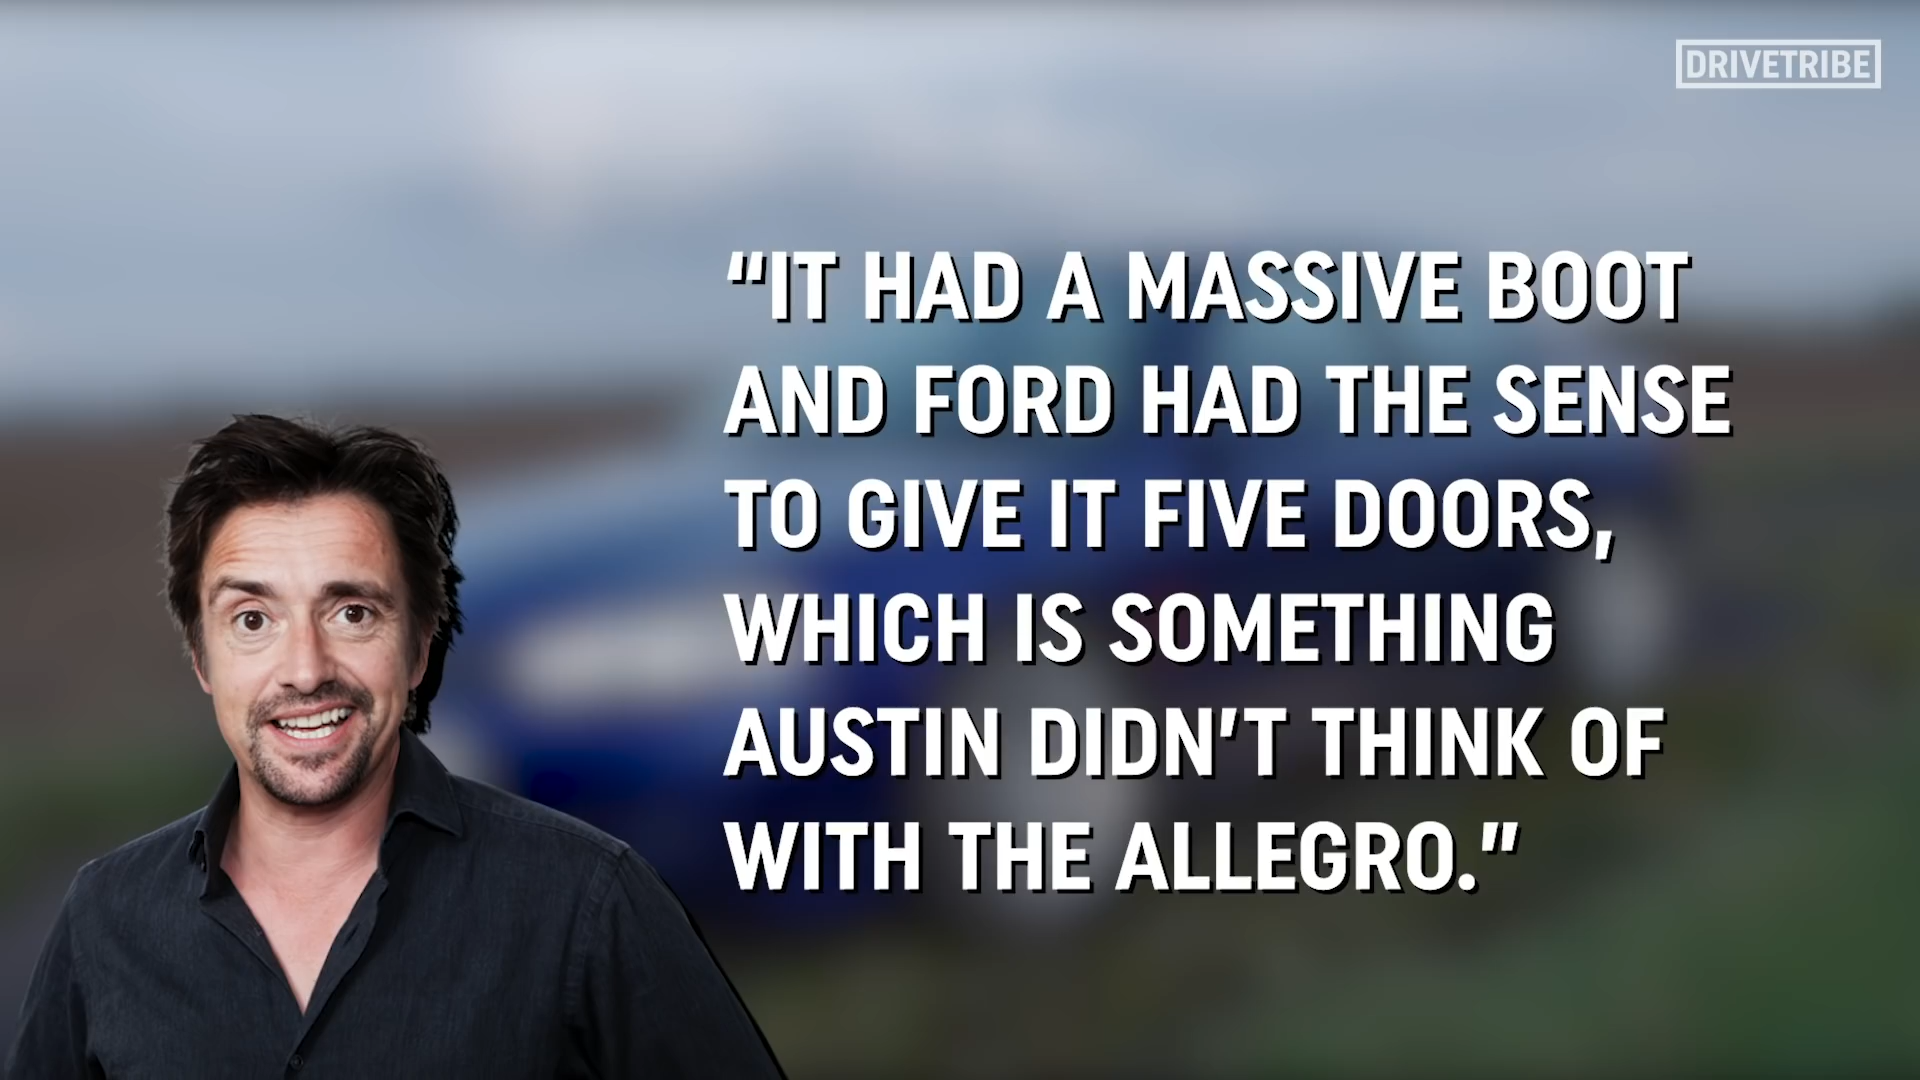 DRIVETRIBE
“IT HAD A MASSIVE BOOT
AND FORD HAD THE SENSE
TO GIVE IT FIVE DOORS,
WHICH IS SOMETHING
AUSTIN DIDN’T THINK OF
WITH THE ALLEGRO.”